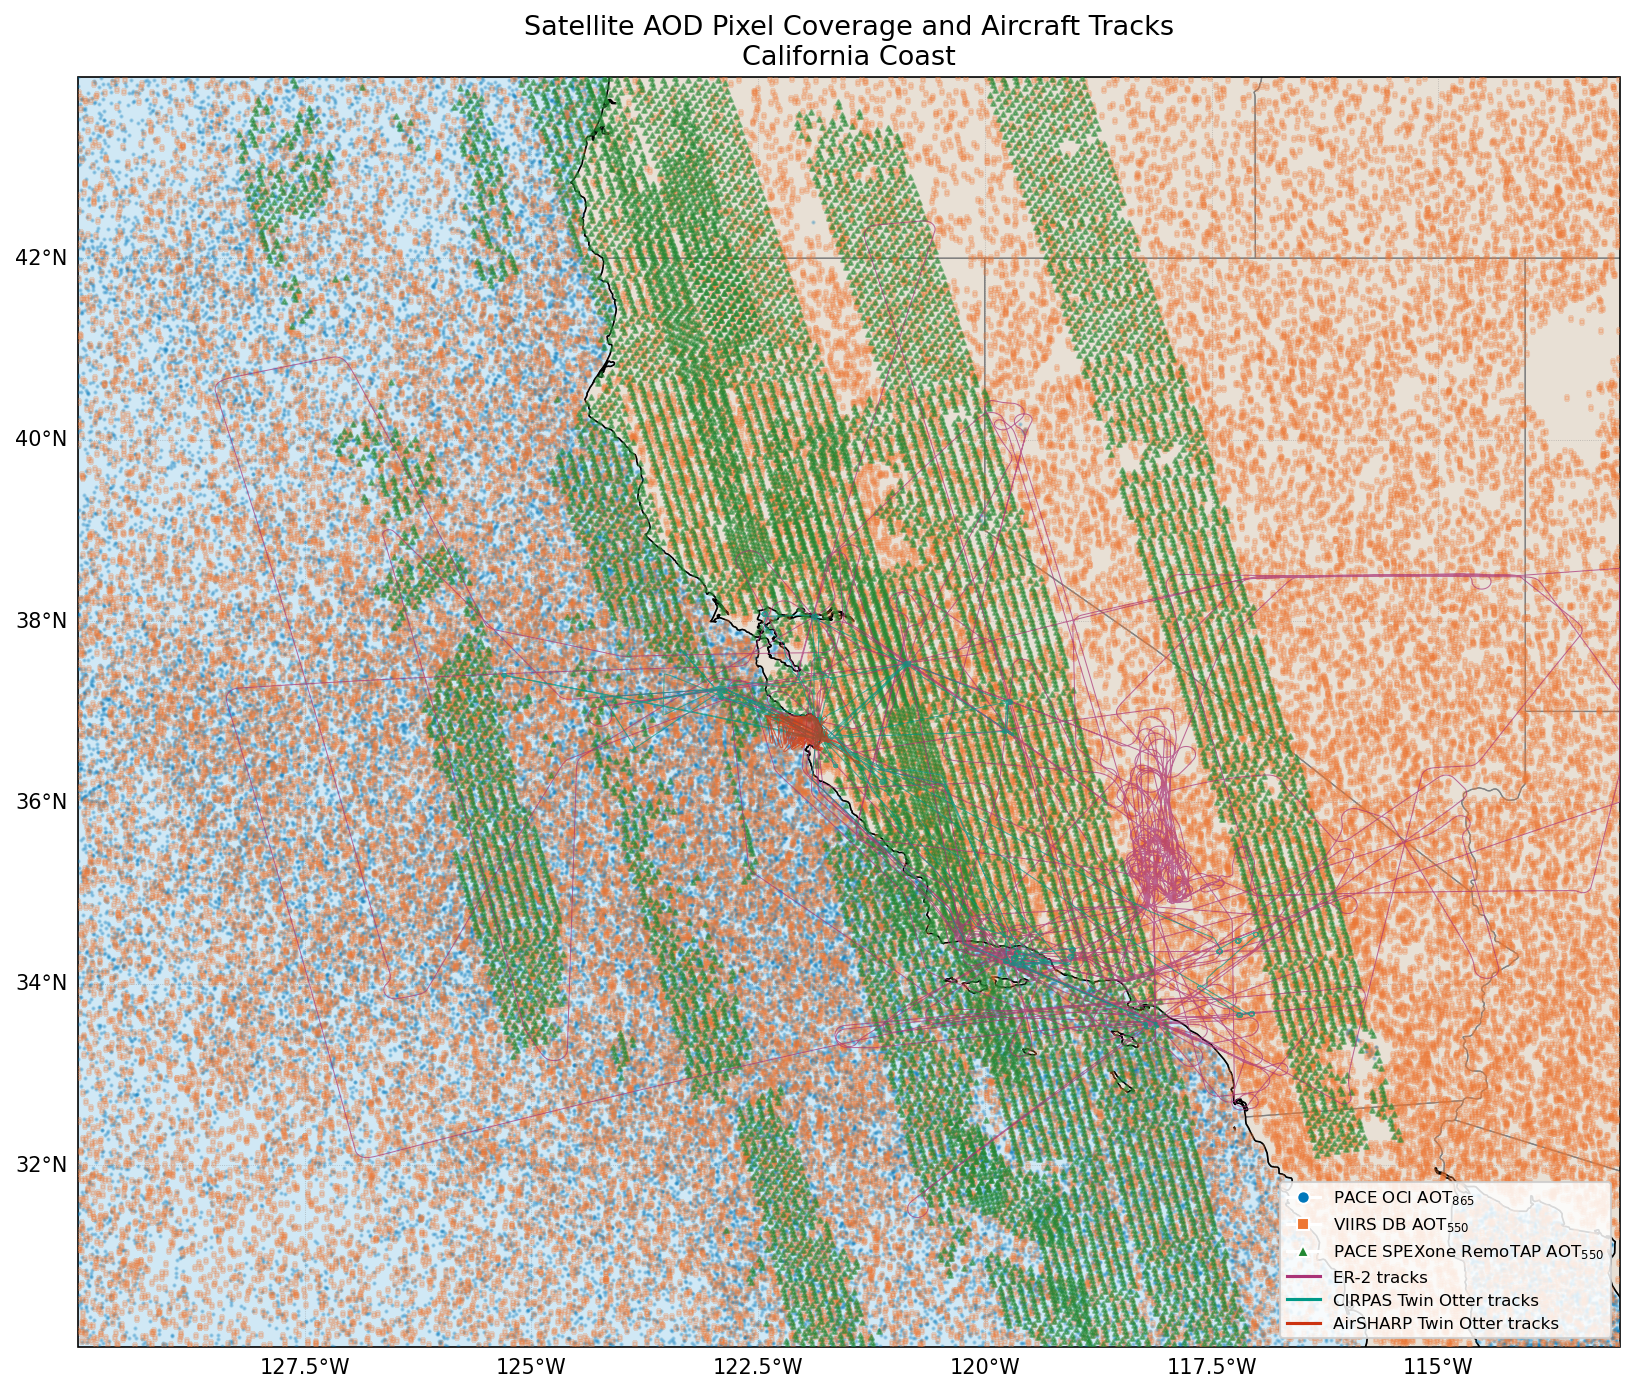 Satellite AOD Pixel Coverage and Aircraft Tracks
California Coast
42°N
40°N
38°N
36°N
34°N
32°N
127.5°W
125°W
122.5°W
120°W
117.5°W
115°W
PACE OCI AOT865
VIIRS DB AOT550
PACE SPEXone RemoTAP AOT550
ER-2 tracks
CIRPAS Twin Otter tracks
AirSHARP Twin Otter tracks